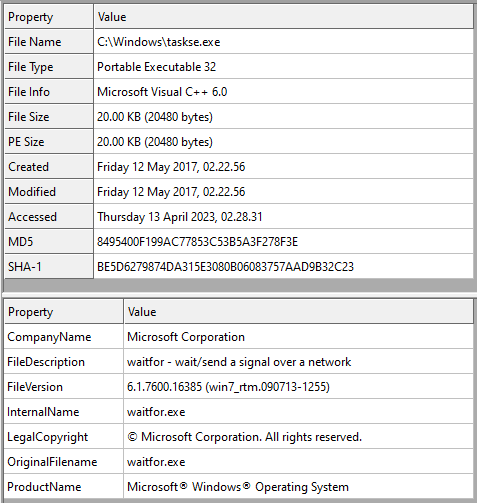 Property Value
File Name C:\Windows\taskse.exe
File Type Portable Executable 32
File Info Microsoft Visual C++ 6.0
File Size 20.00 KB (20480 bytes)
PE Size 20.00 KB (20480 bytes)
Created Friday 12 May 2017, 02.22.56
Modified Friday 12 May 2017, 02.22.56
Accessed Thursday 13 April 2023, 02.28.31
MD5 8495400F199AC77853C53B5A3F278F3E
SHA-1 BE5D6279874DA315E3080B06083757AAD9B32C23
Property Value
CompanyName Microsoft Corporation
FileDescription waitfor - wait/send a signal over a network
FileVersion 6.1.7600.16385 (win7_rtm.090713-1255)
InternalName waitfor.exe
LegalCopyright © Microsoft Corporation. All rights reserved.
OriginalFilename waitfor.exe
ProductName Microsoft® Windows® Operating System